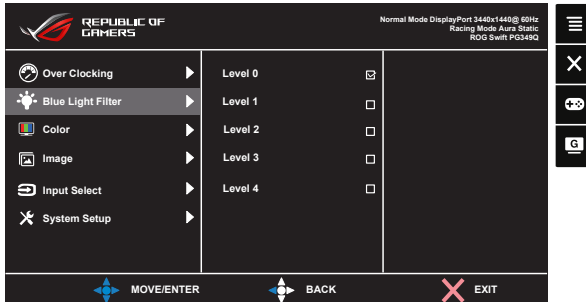 REPUBLIC OF
GAMERS
Normal Mode DisplayPort 3440x1440@ 60Hz
Racing Mode Aura Static
ROG Swift PG349Q
Over Clocking
Level 0
Blue Light Filter
Level 1
Color
Level 2
Image
Level 3
Input Select
Level 4
System Setup
G
MOVE/ENTER
BACK
EXIT